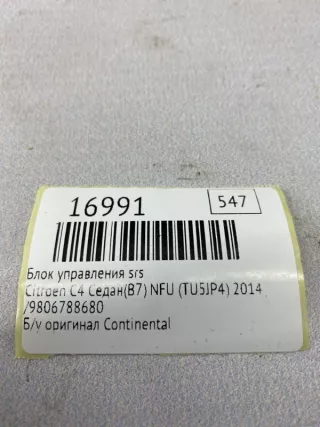 16991 547
Блок управления srs
Citroen C4 Седан(B7) NFU (TU5JP4) 2014
/9806788680
Б/у оригинал Continental